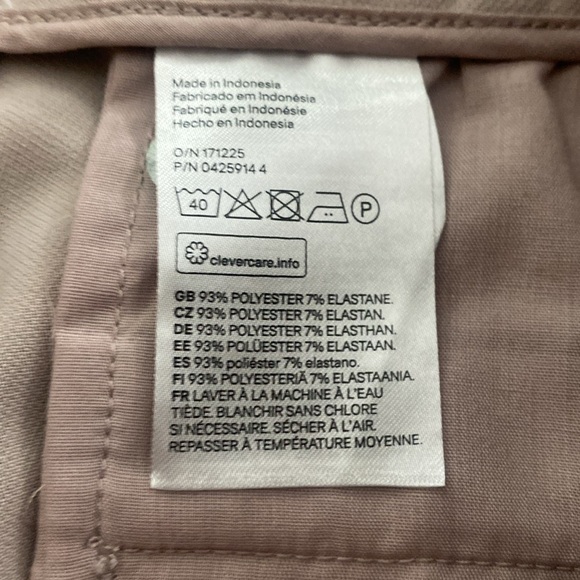 Made in Indonesia
Fabricado em Indonésia
Fabriqué en Indonésie
Hecho en Indonesia
O/N 171225
P/N 0425914 4
40 P
clevercare.info
GB 93% POLYESTER 7% ELASTANE.
CZ 93% POLYESTER 7% ELASTAN.
DE 93% POLYESTER 7% ELASTHAN.
EE 93% POLÜESTER 7% ELASTAAN.
ES 93% poliéster 7% elastano.
FI 93% POLYESTERIÄ 7% ELASTAANIA.
FR LAVER À LA MACHINE À L'EAU
TIÈDE. BLANCHIR SANS CHLORE
SI NÉCESSAIRE. SÉCHER À L'AIR.
REPASSER À TEMPÉRATURE MOYENNE.